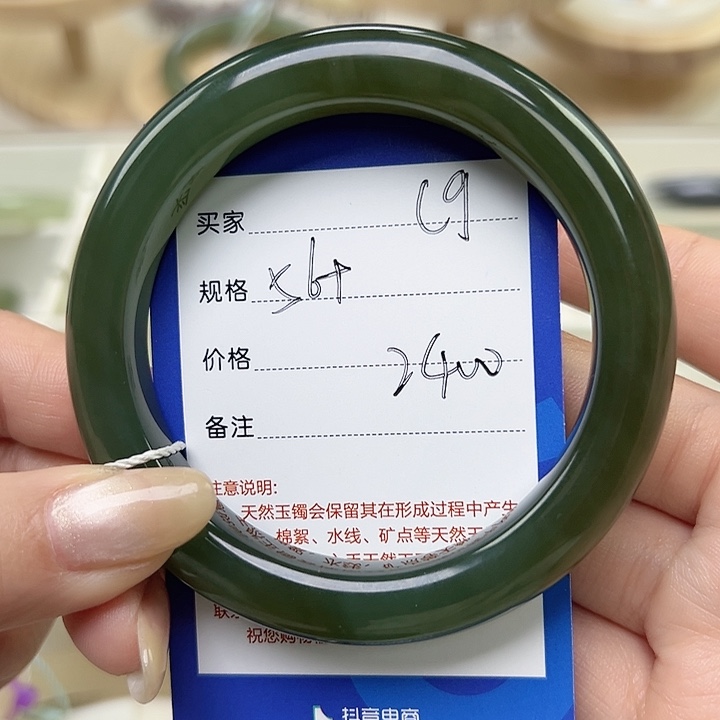 买家 C9
规格 56+
价格 2400
备注
注意说明:
天然玉镯会保留其在形成过程中产生
棉絮、水线、矿点等天然玉
祝您购物
抖音电商